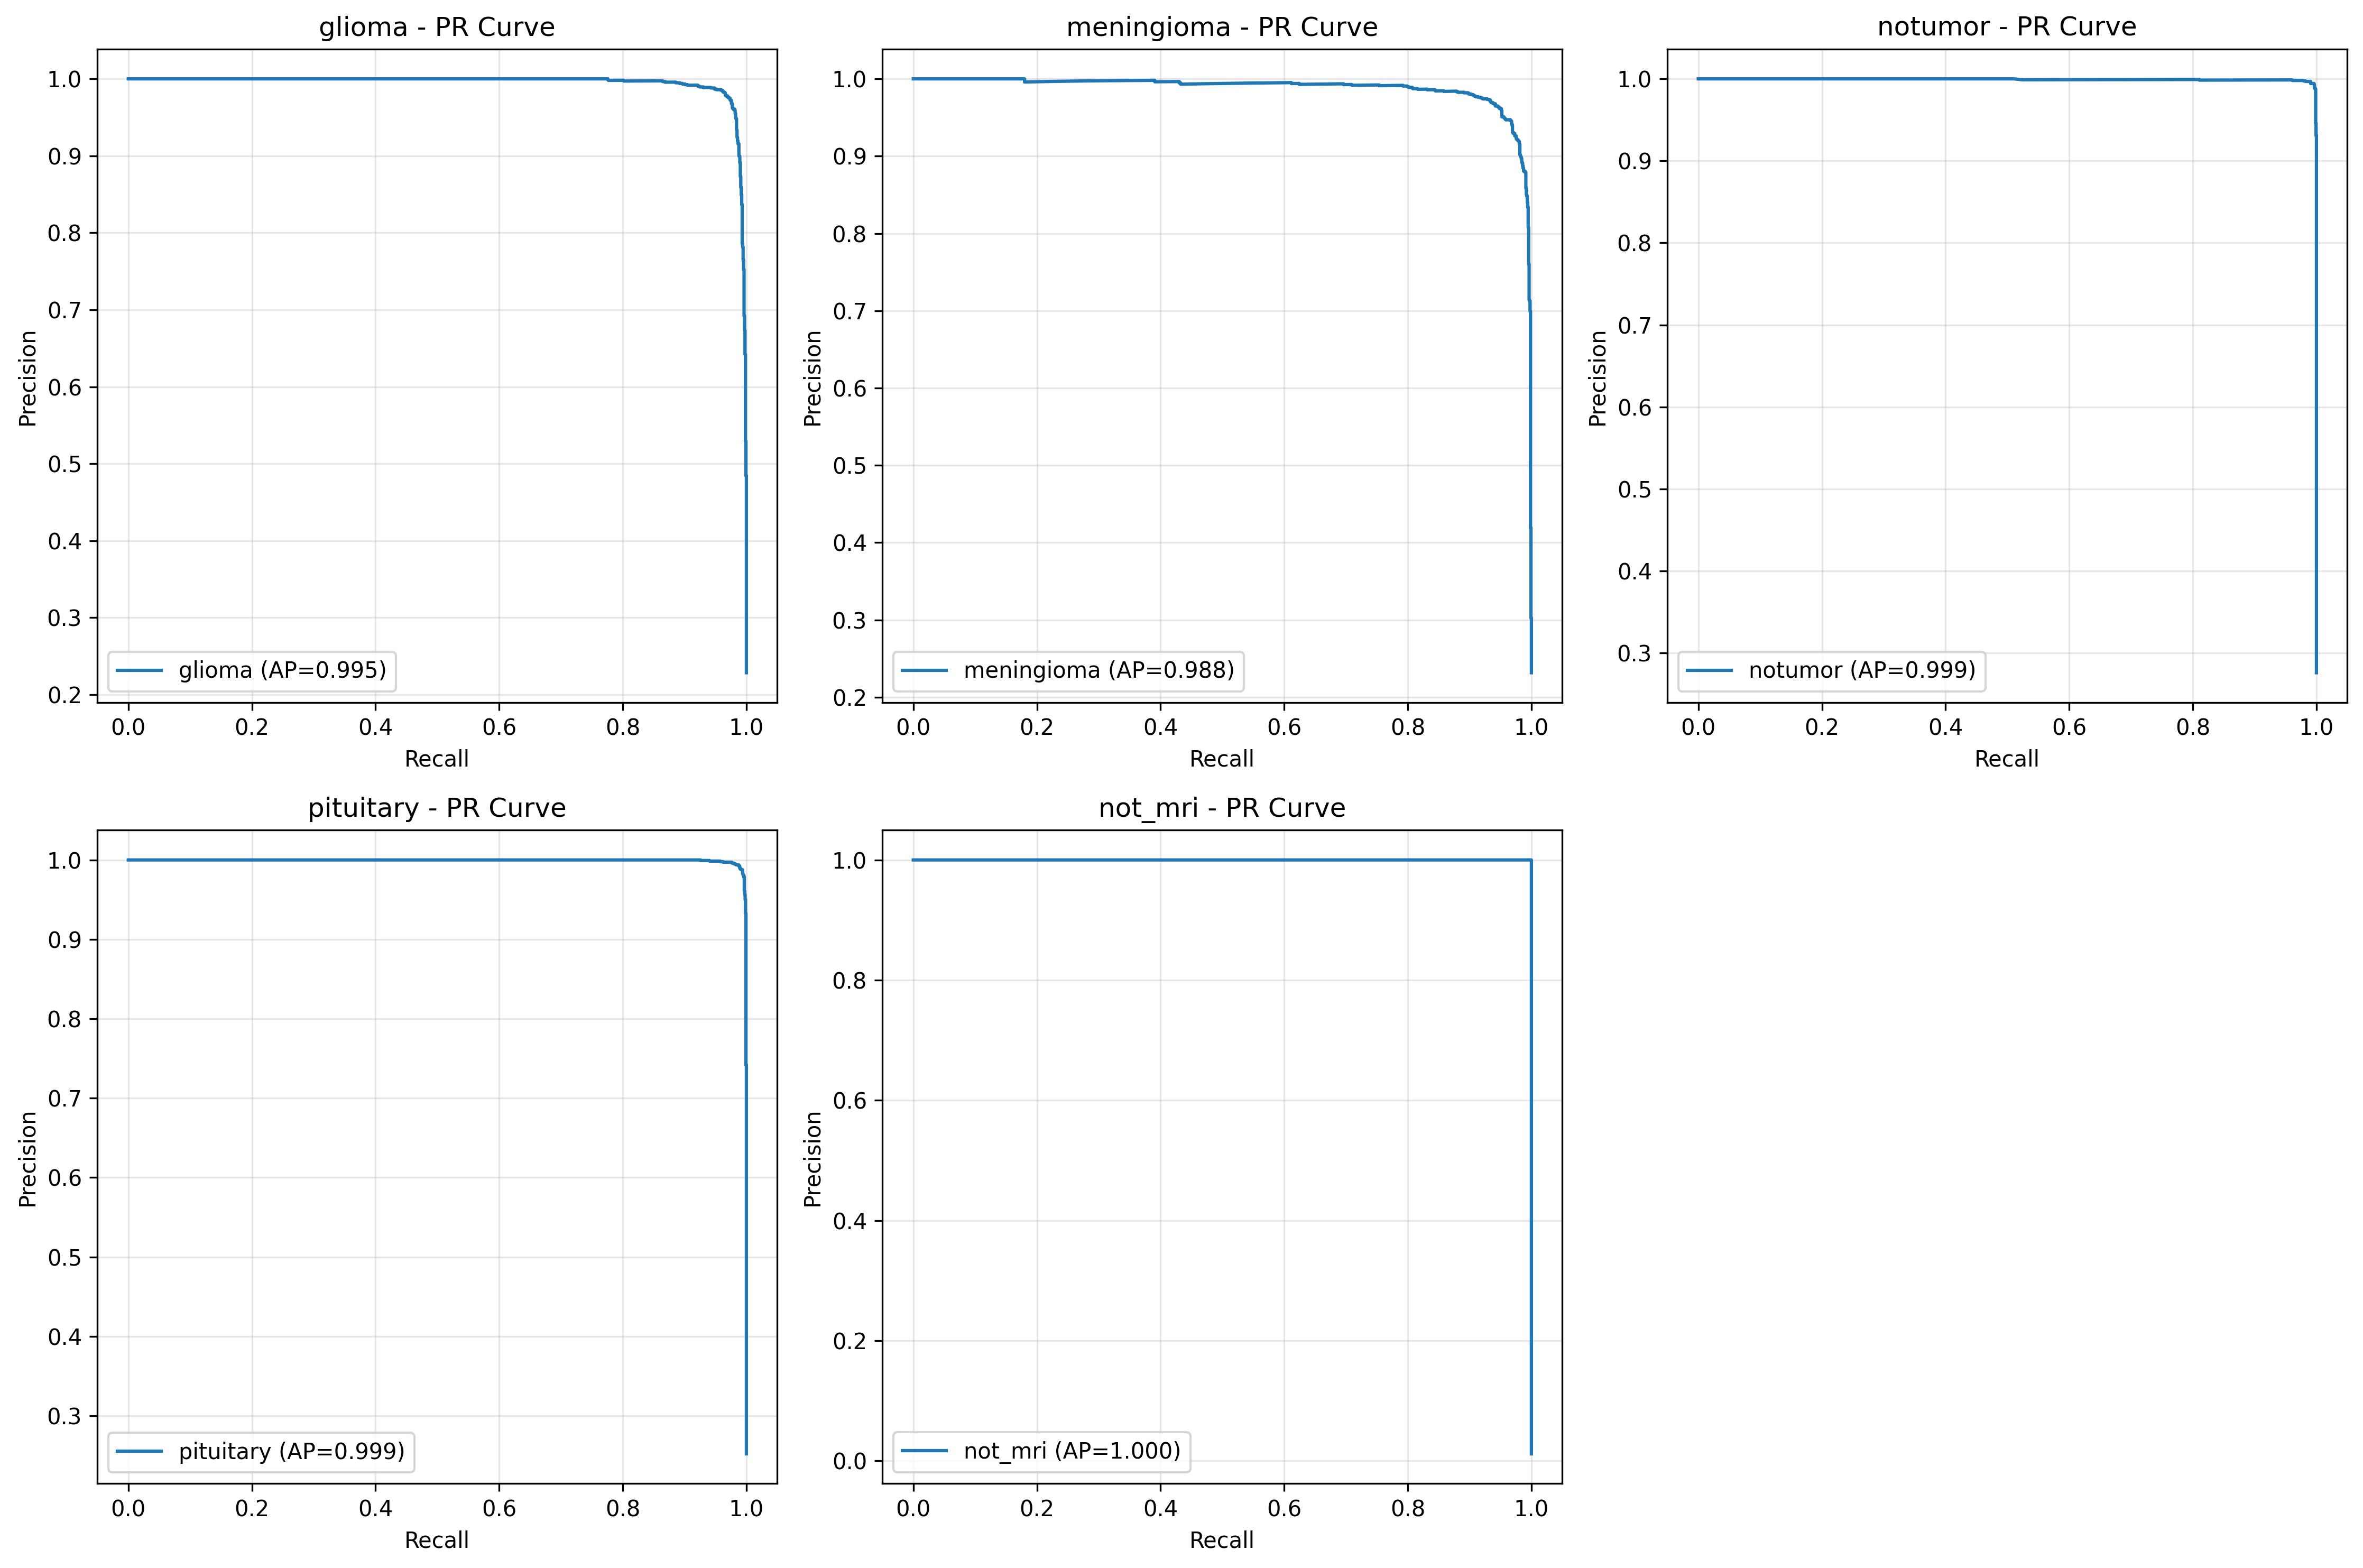 glioma - PR Curve
1.0
0.9
0.8
0.7
0.6
0.5
0.4
0.3
0.2
Precision
glioma (AP=0.995)
0.0 0.2 0.4 0.6 0.8 1.0
Recall
meningioma - PR Curve
1.0
0.9
0.8
0.7
0.6
0.5
0.4
0.3
0.2
Precision
meningioma (AP=0.988)
0.0 0.2 0.4 0.6 0.8 1.0
Recall
notumor - PR Curve
1.0
0.9
0.8
0.7
0.6
0.5
0.4
0.3
Precision
notumor (AP=0.999)
0.0 0.2 0.4 0.6 0.8 1.0
Recall
pituitary - PR Curve
1.0
0.9
0.8
0.7
0.6
0.5
0.4
0.3
Precision
pituitary (AP=0.999)
0.0 0.2 0.4 0.6 0.8 1.0
Recall
not_mri - PR Curve
1.0
0.8
0.6
0.4
0.2
0.0
Precision
not_mri (AP=1.000)
0.0 0.2 0.4 0.6 0.8 1.0
Recall